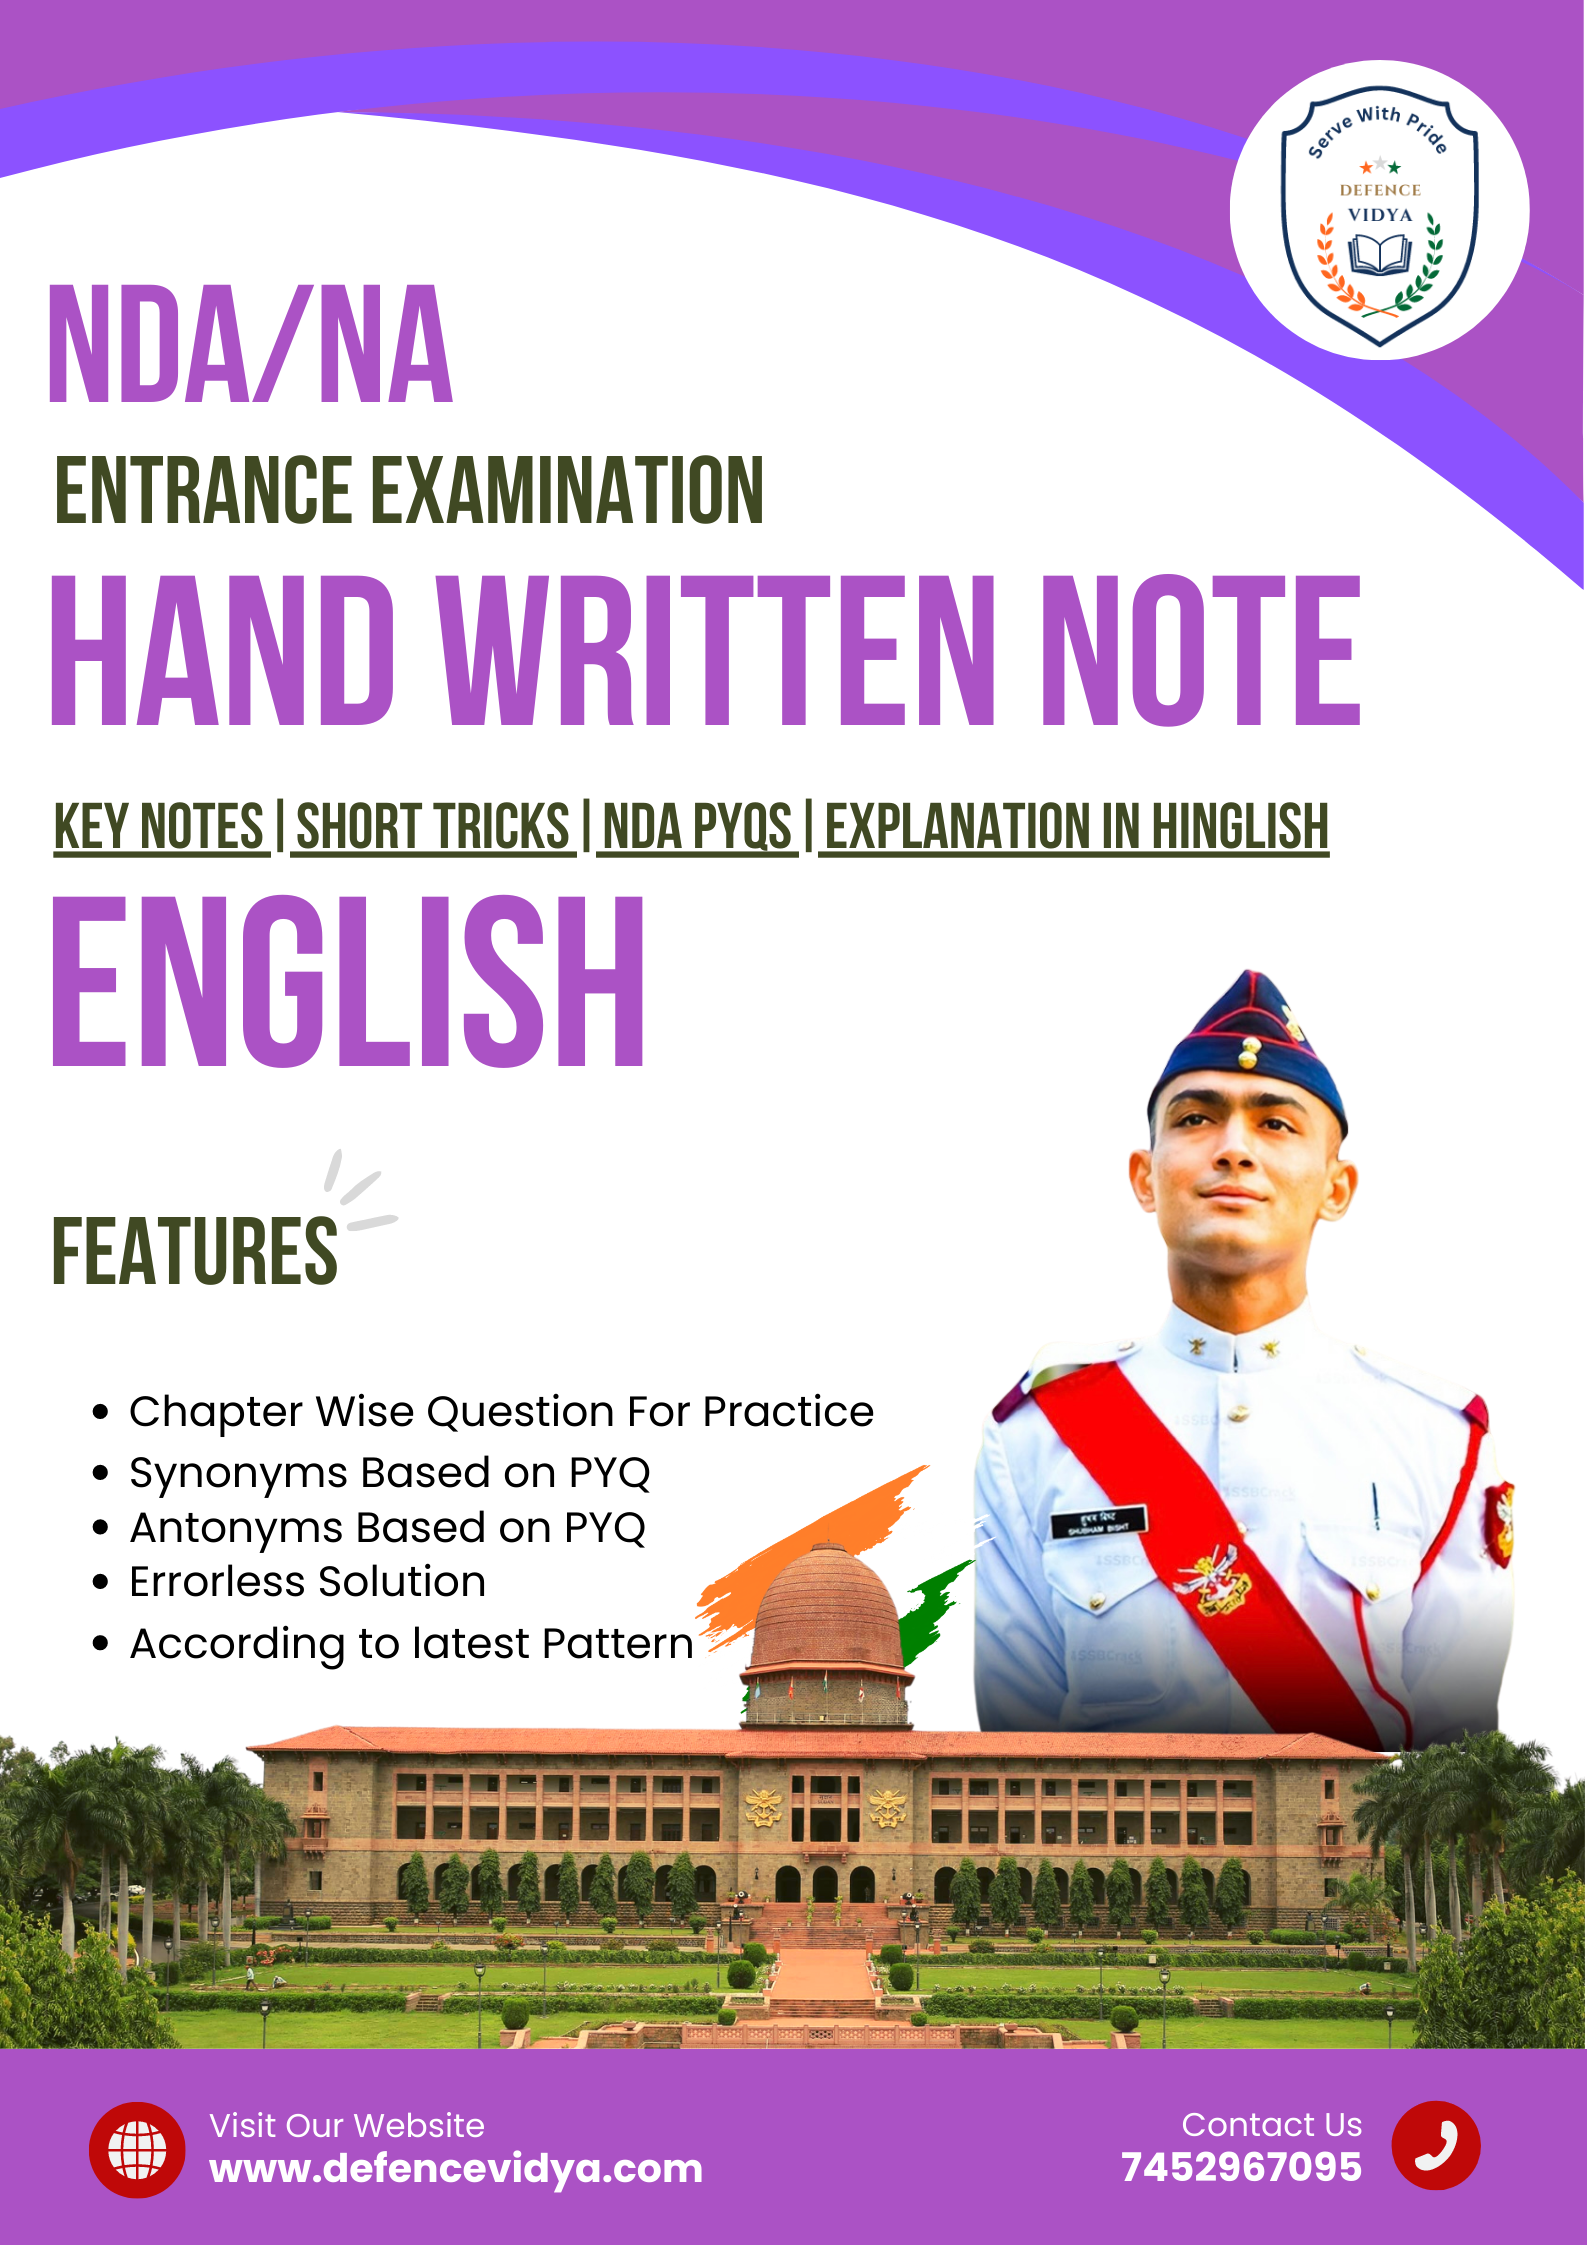 Serve With Pride
DEFENCE
VIDYA
NDA/NA
ENTRANCE EXAMINATION
HAND WRITTEN NOTE
KEY NOTES | SHORT TRICKS | NDA PYQS | EXPLANATION IN HINGLISH
ENGLISH
FEATURES
• Chapter Wise Question For Practice
• Synonyms Based on PYQ
• Antonyms Based on PYQ
• Errorless Solution
• According to latest Pattern
SHUBHAM BISHT
Visit Our Website
www.defencevidya.com
Contact Us
7452967095